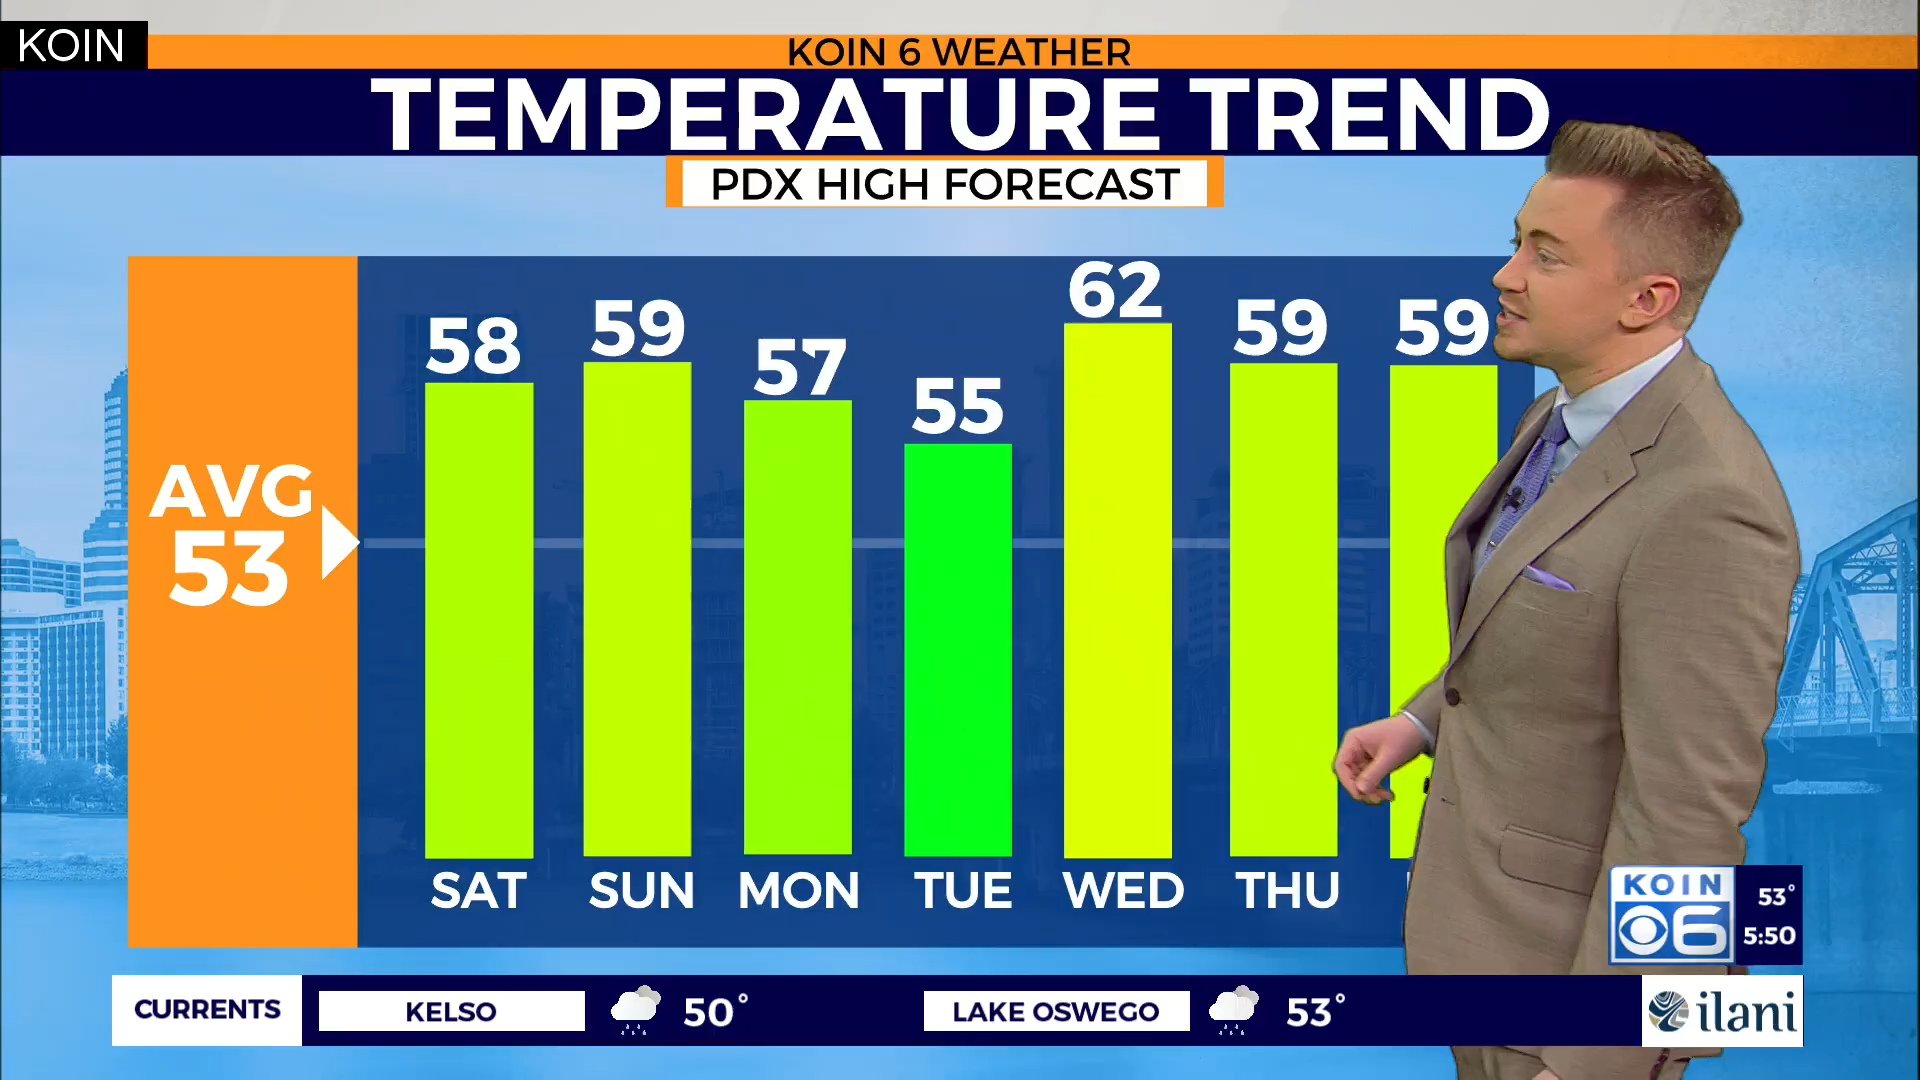 KOIN
KOIN 6 WEATHER
TEMPERATURE TREND
PDX HIGH FORECAST
58 59 57 55 62 59 59
AVG
53
SAT SUN MON TUE WED THU
KOIN
6
53°
5:50
CURRENTS KELSO 50° LAKE OSWEGO 53° ilani